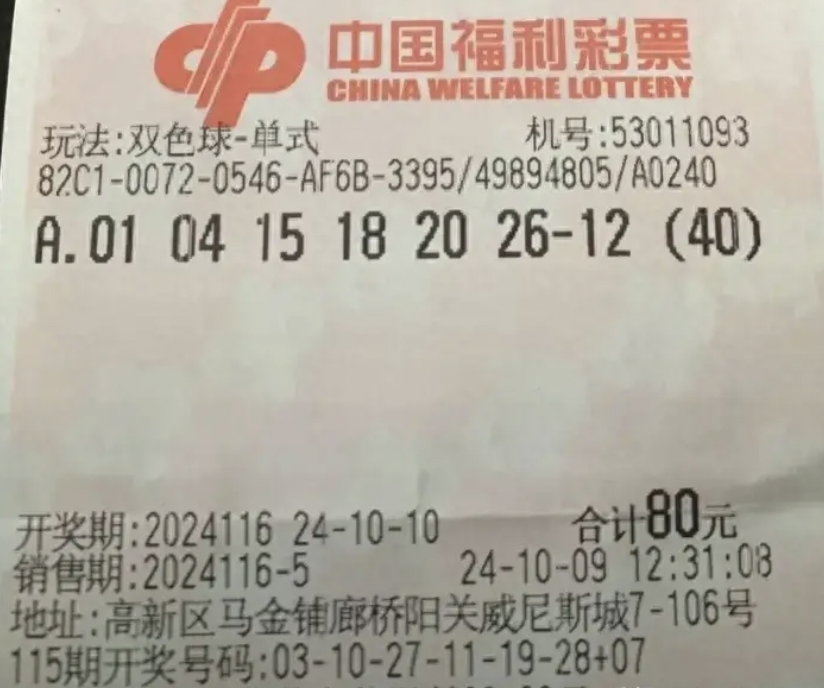 中国福利彩票
CHINA WELFARE LOTTERY
玩法:双色球-单式 机号:53011093
82C1-0072-0546-AF6B-3395/49894805/A0240
A.01 04 15 18 20 26-12 (40)
开奖期:2024116 24-10-10 合计80元
销售期:2024116-5 24-10-09 12:31:08
地址:高新区马金铺廊桥阳关威尼斯城7-106号
115期开奖号码:03-10-27-11-19-28+07